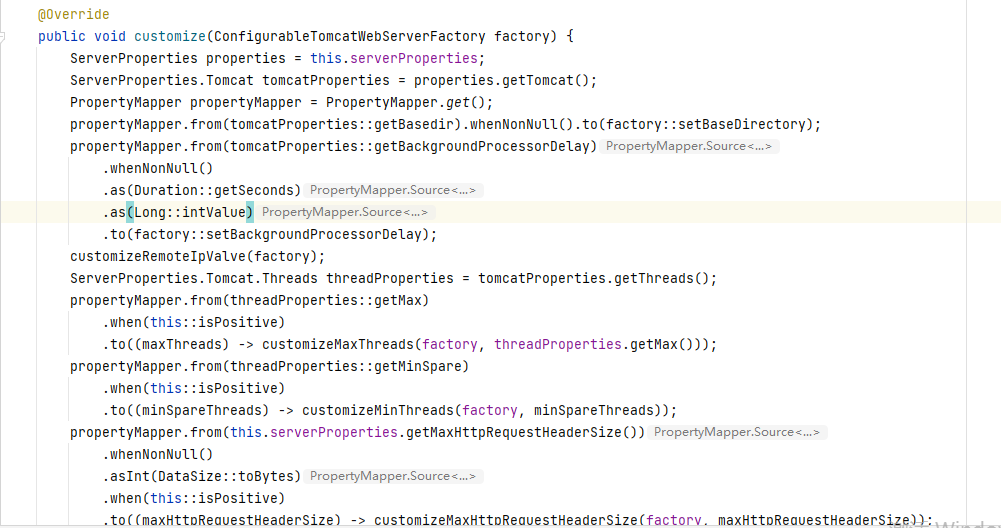 @Override
public void customize(ConfigurableTomcatWebServerFactory factory) {
ServerProperties properties = this.serverProperties;
ServerProperties.Tomcat tomcatProperties = properties.getTomcat();
PropertyMapper propertyMapper = PropertyMapper.get();
propertyMapper.from(tomcatProperties::getBasedir).whenNonNull().to(factory::setBaseDirectory);
propertyMapper.from(tomcatProperties::getBackgroundProcessorDelay) PropertyMapper.Source<...>
.whenNonNull()
.as(Duration::getSeconds) PropertyMapper.Source<...>
.as(Long::intValue) PropertyMapper.Source<...>
.to(factory::setBackgroundProcessorDelay);
customizeRemoteIpValve(factory);
ServerProperties.Tomcat.Threads threadProperties = tomcatProperties.getThreads();
propertyMapper.from(threadProperties::getMax)
.when(this::isPositive)
.to((maxThreads) -> customizeMaxThreads(factory, threadProperties.getMax()));
propertyMapper.from(threadProperties::getMinSpare)
.when(this::isPositive)
.to((minSpareThreads) -> customizeMinThreads(factory, minSpareThreads));
propertyMapper.from(this.serverProperties.getMaxHttpRequestHeaderSize()) PropertyMapper.Source<...>
.whenNonNull()
.asInt(DataSize::toBytes) PropertyMapper.Source<...>
.when(this::isPositive)
.to((maxHttpRequestHeaderSize) -> customizeMaxHttpRequestHeaderSize(factory, maxHttpRequestHeaderSize));